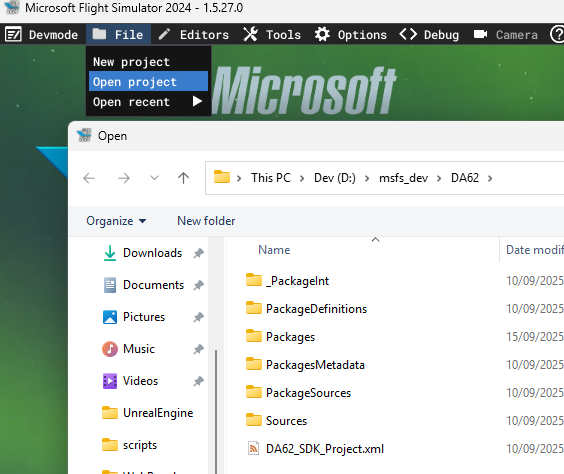 Microsoft Flight Simulator 2024 - 1.5.27.0
Devmode File Editors Tools Options Debug Camera
New project
Open project
Open recent
Microsoft
Open
This PC > Dev (D:) > msfs_dev > DA62 >
Organize New folder
Name Date modif
Downloads
Documents
Pictures
Music
Videos
UnrealEngine
scripts
_PackageInt 10/09/2025
PackageDefinitions 10/09/2025
Packages 15/09/2025
PackagesMetadata 10/09/2025
PackageSources 10/09/2025
Sources 10/09/2025
DA62_SDK_Project.xml 10/09/2025